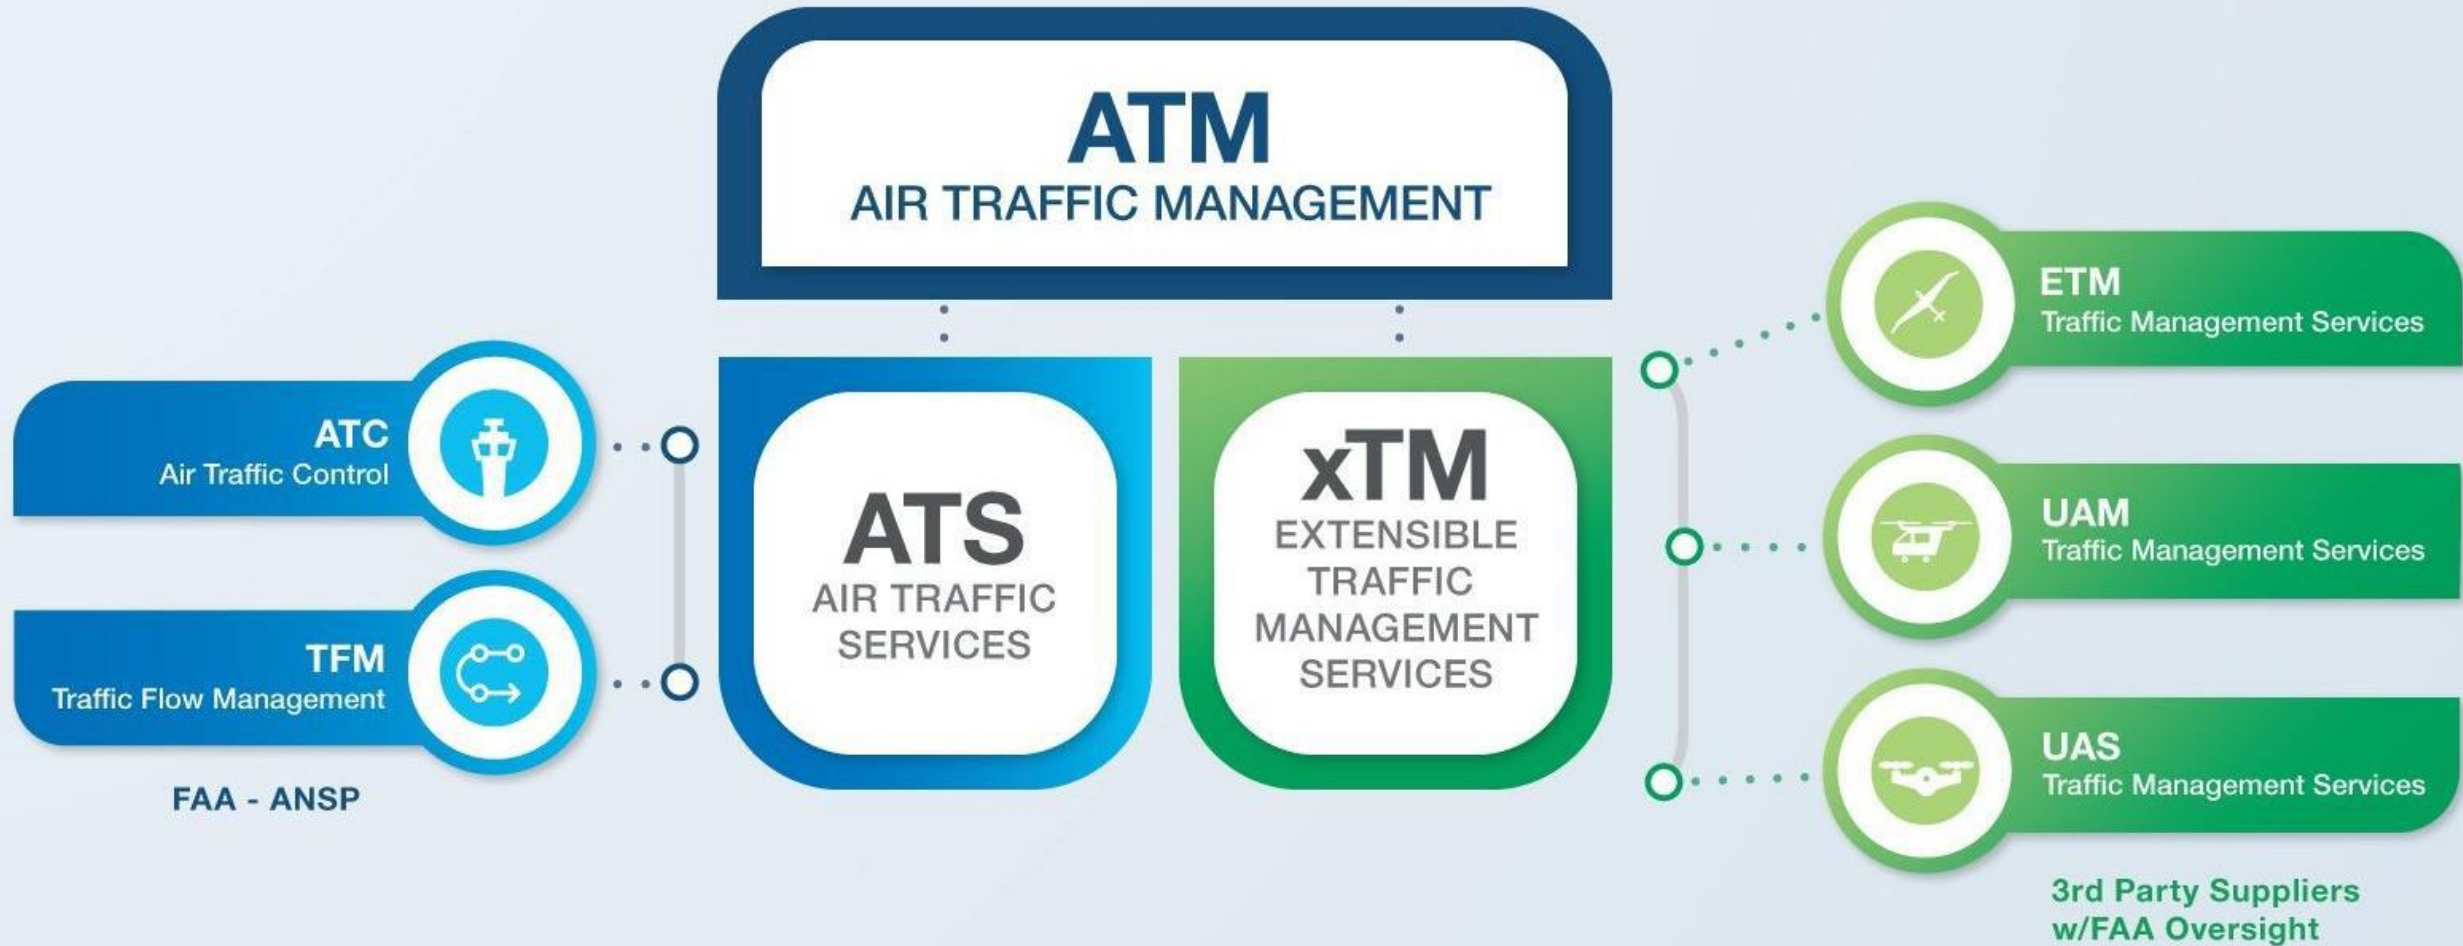 ATM
AIR TRAFFIC MANAGEMENT
ATC
Air Traffic Control
TFM
Traffic Flow Management
FAA - ANSP
ATS
AIR TRAFFIC
SERVICES
xTM
EXTENSIBLE
TRAFFIC
MANAGEMENT
SERVICES
ETM
Traffic Management Services
UAM
Traffic Management Services
UAS
Traffic Management Services
3rd Party Suppliers
w/FAA Oversight